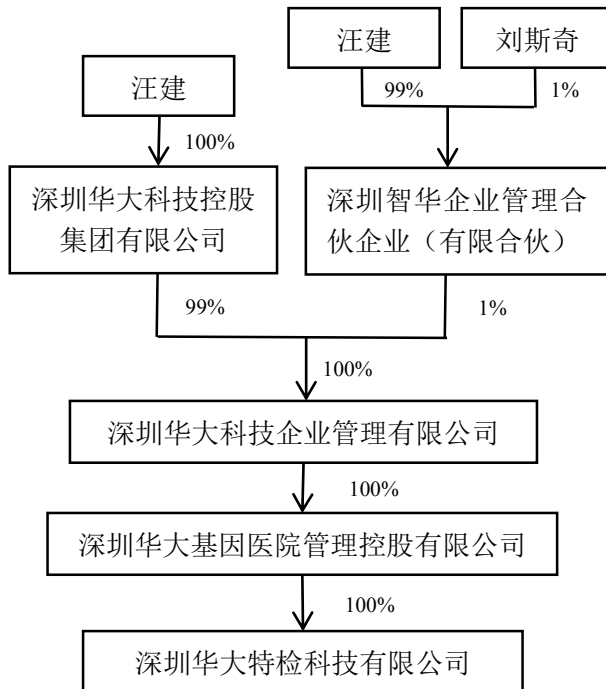 汪建
刘斯奇
汪建
99%
1%
100%
深圳华大科技控股
集团有限公司
深圳智华企业管理合
伙企业（有限合伙）
99%
1%
100%
深圳华大科技企业管理有限公司
100%
深圳华大基因医院管理控股有限公司
100%
深圳华大特检科技有限公司